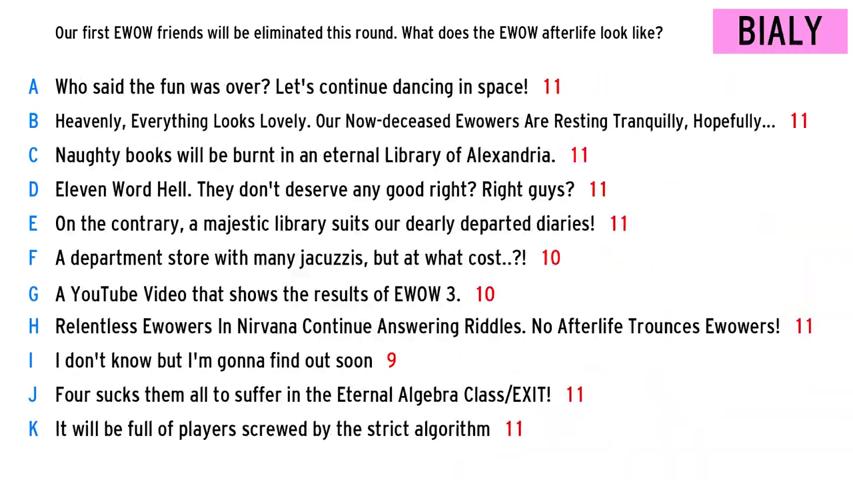 Our first EWOW friends will be eliminated this round. What does the EWOW afterlife look like?
BIALY
A Who said the fun was over? Let's continue dancing in space! 11
B Heavenly, Everything Looks Lovely. Our Now-deceased Ewowers Are Resting Tranquilly, Hopefully... 11
C Naughty books will be burnt in an eternal Library of Alexandria. 11
D Eleven Word Hell. They don't deserve any good right? Right guys? 11
E On the contrary, a majestic library suits our dearly departed diaries! 11
F A department store with many jacuzzis, but at what cost..?! 10
G A YouTube Video that shows the results of EWOW 3. 10
H Relentless Ewowers In Nirvana Continue Answering Riddles. No Afterlife Trounces Ewowers! 11
I I don't know but I'm gonna find out soon 9
J Four sucks them all to suffer in the Eternal Algebra Class/EXIT! 11
K It will be full of players screwed by the strict algorithm 11